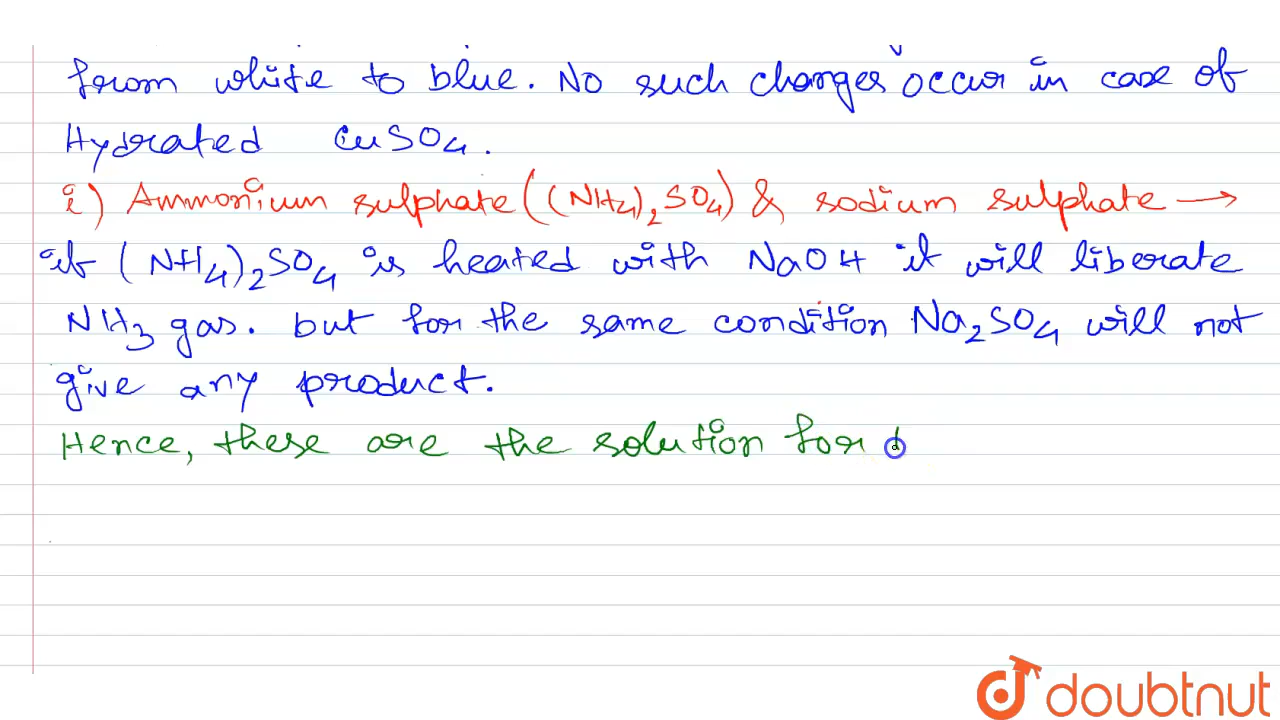 from white to blue. No such changes occur in case of
Hydrated CuSO4.
i) Ammonium sulphate ((NH4)2SO4) & sodium sulphate →
if (NH4)2SO4 is heated with NaOH it will liberate
NH3 gas. but for the same condition Na2SO4 will not
give any product.
Hence, these are the solution for
doubtnut